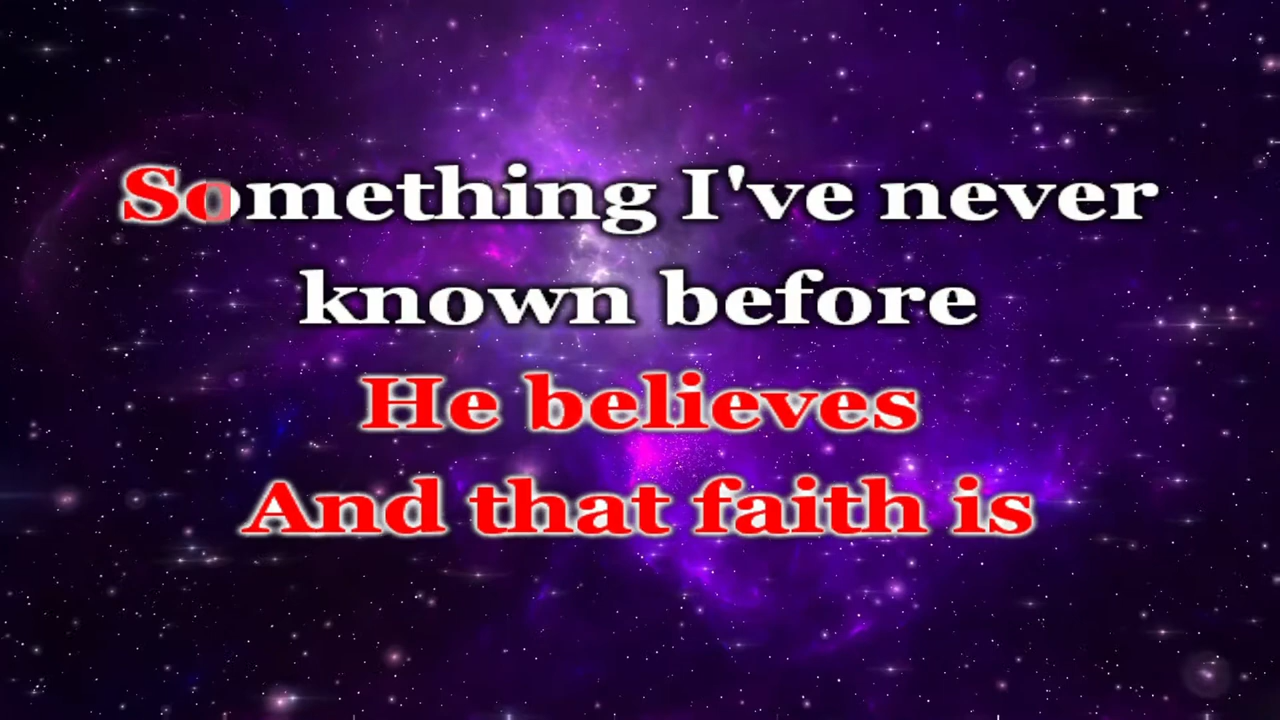 Something I've never
known before
He believes
And that faith is